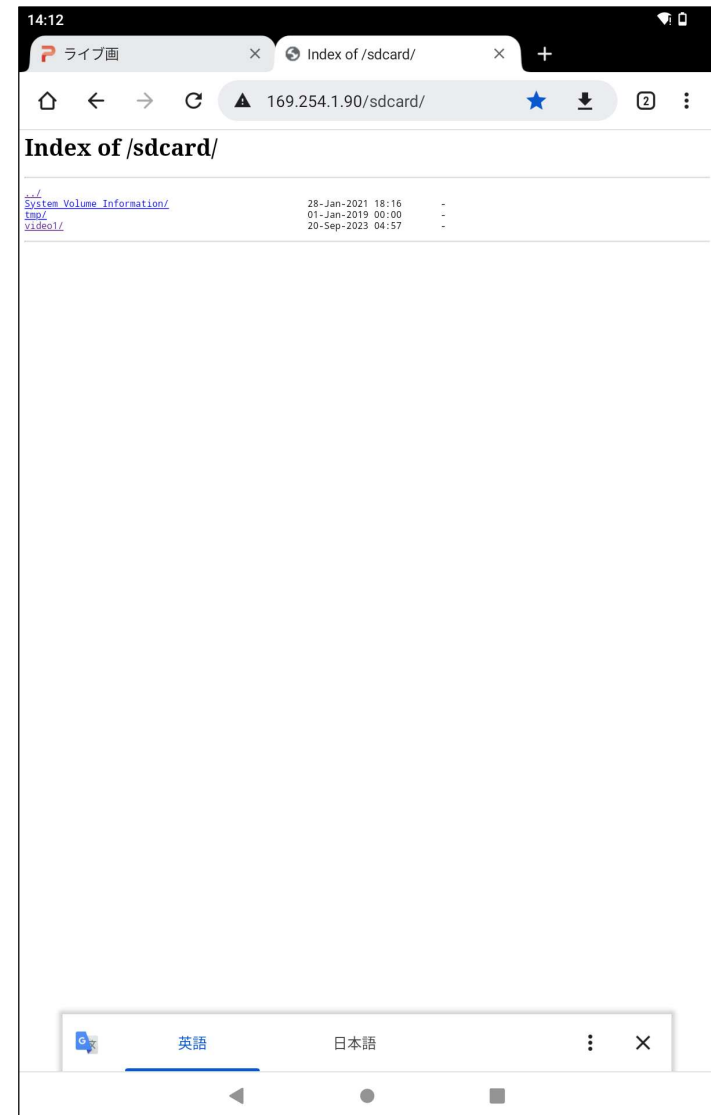 14:12
ライブ画
Index of /sdcard/
169.254.1.90/sdcard/
2
Index of /sdcard/
../
System Volume Information/ 28-Jan-2021 18:16 -
tmp/ 01-Jan-2019 00:00 -
video1/ 20-Sep-2023 04:57 -
英語 日本語